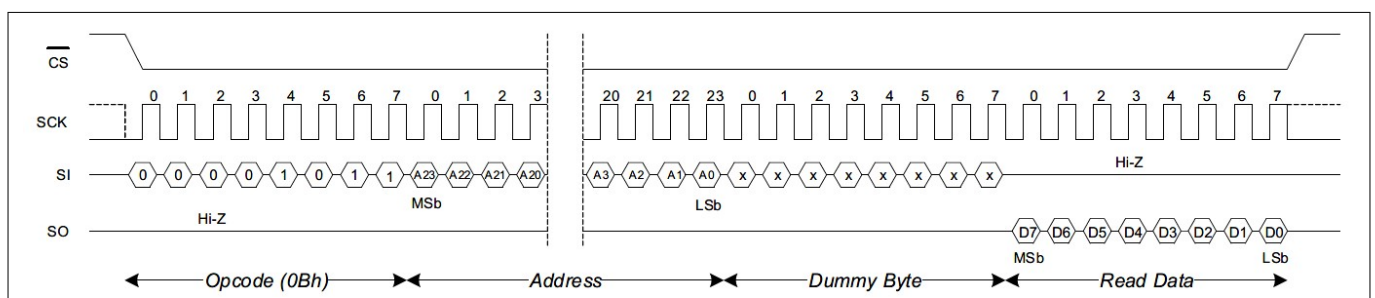 CS
0 1 2 3 4 5 6 7 0 1 2 3 20 21 22 23 0 1 2 3 4 5 6 7 0 1 2 3 4 5 6 7
SCK
Hi-Z
SI 0 0 0 0 1 0 1 1 A23 A22 A21 A20 A3 A2 A1 A0 x x x x x x x x
MSb LSb
Hi-Z
SO D7 D6 D5 D4 D3 D2 D1 D0
MSb LSb
Opcode (0Bh) Address Dummy Byte Read Data